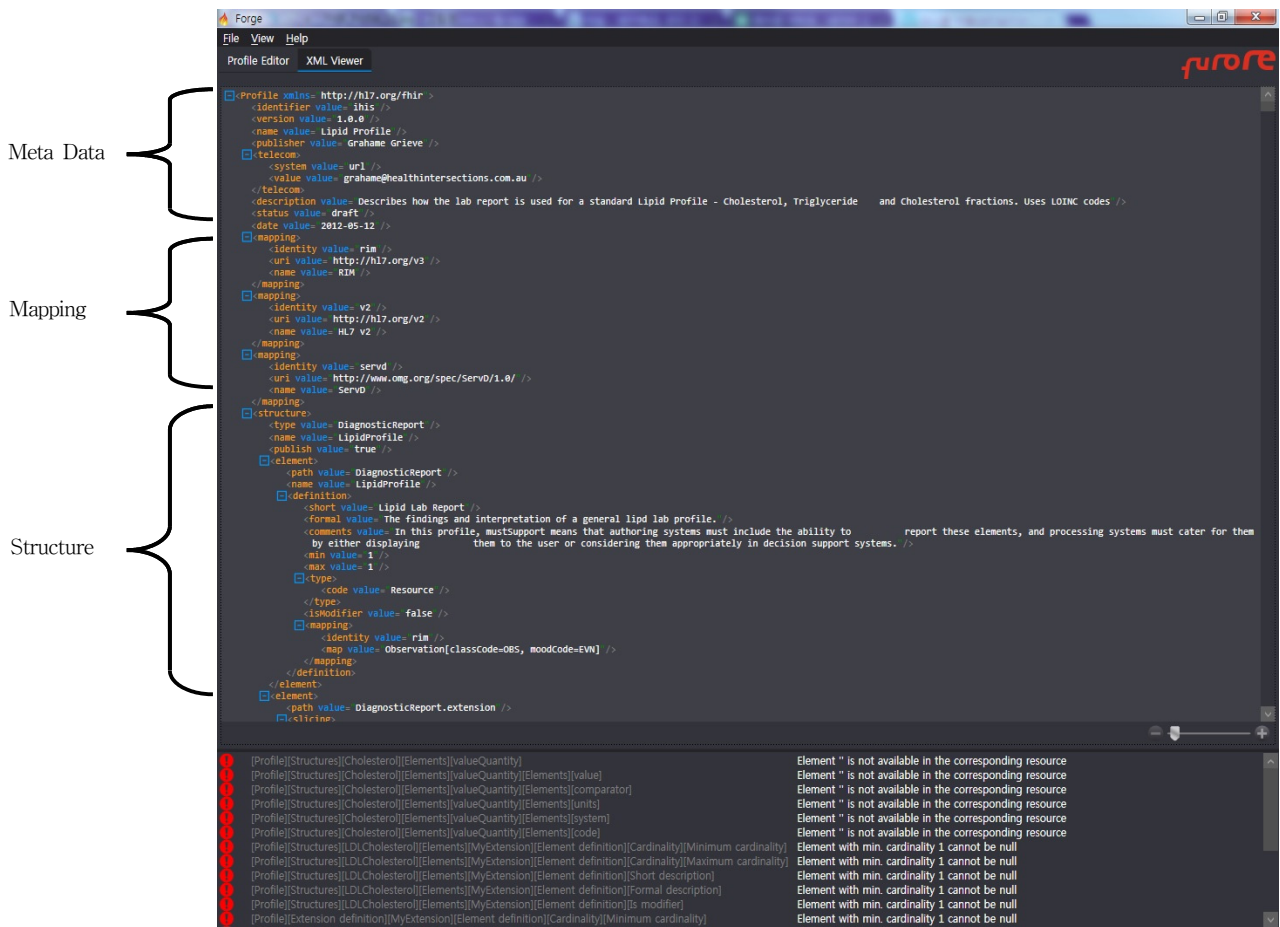 Forge
File View Help
Profile Editor XML Viewer
furore
Meta Data
Mapping
Structure
<Profile xmlns="http://hl7.org/fhir">
<identifier value="ihis"/>
<version value="1.0.0"/>
<name value="Lipid Profile"/>
<publisher value="Grahame Grieve"/>
<telecom>
<system value="url"/>
<value value="grahame@healthintersections.com.au"/>
</telecom>
<description value="Describes how the lab report is used for a standard Lipid Profile - Cholesterol, Triglyceride and Cholesterol fractions. Uses LOINC codes"/>
<status value="draft"/>
<date value="2012-05-12"/>
<mapping>
<identity value="rim"/>
<uri value="http://hl7.org/v3"/>
<name value="RIM"/>
</mapping>
<mapping>
<identity value="v2"/>
<uri value="http://hl7.org/v2"/>
<name value="HL7 v2"/>
</mapping>
<mapping>
<identity value="servd"/>
<uri value="http://www.omg.org/spec/ServD/1.0/"/>
<name value="ServD"/>
</mapping>
<structure>
<type value="DiagnosticReport"/>
<name value="LipidProfile"/>
<publish value="true"/>
<element>
<path value="DiagnosticReport"/>
<name value="LipidProfile"/>
<definition>
<short value="Lipid Lab Report"/>
<formal value="The findings and interpretation of a general lipd lab profile."/>
<comments value="In this profile, mustSupport means that authoring systems must include the ability to report these elements, and processing systems must cater for them
by either displaying them to the user or considering them appropriately in decision support systems."/>
<min value="1"/>
<max value="1"/>
<type>
<code value="Resource"/>
</type>
<isModifier value="false"/>
<mapping>
<identity value="rim"/>
<map value="Observation[classCode=OBS, moodCode=EVN]"/>
</mapping>
</definition>
</element>
<element>
<path value="DiagnosticReport.extension"/>
<slicing>
[Profile][Structures][Cholesterol][Elements][valueQuantity] Element '' is not available in the corresponding resource
[Profile][Structures][Cholesterol][Elements][valueQuantity][Elements][value] Element '' is not available in the corresponding resource
[Profile][Structures][Cholesterol][Elements][valueQuantity][Elements][comparator] Element '' is not available in the corresponding resource
[Profile][Structures][Cholesterol][Elements][valueQuantity][Elements][units] Element '' is not available in the corresponding resource
[Profile][Structures][Cholesterol][Elements][valueQuantity][Elements][system] Element '' is not available in the corresponding resource
[Profile][Structures][Cholesterol][Elements][valueQuantity][Elements][code] Element '' is not available in the corresponding resource
[Profile][Structures][LDLCholesterol][Elements][MyExtension][Element definition][Cardinality][Minimum cardinality] Element with min. cardinality 1 cannot be null
[Profile][Structures][LDLCholesterol][Elements][MyExtension][Element definition][Cardinality][Maximum cardinality] Element with min. cardinality 1 cannot be null
[Profile][Structures][LDLCholesterol][Elements][MyExtension][Element definition][Short description] Element with min. cardinality 1 cannot be null
[Profile][Structures][LDLCholesterol][Elements][MyExtension][Element definition][Formal description] Element with min. cardinality 1 cannot be null
[Profile][Structures][LDLCholesterol][Elements][MyExtension][Element definition][Is modifier] Element with min. cardinality 1 cannot be null
[Profile][Extension definition][MyExtension][Element definition][Cardinality][Minimum cardinality] Element with min. cardinality 1 cannot be null